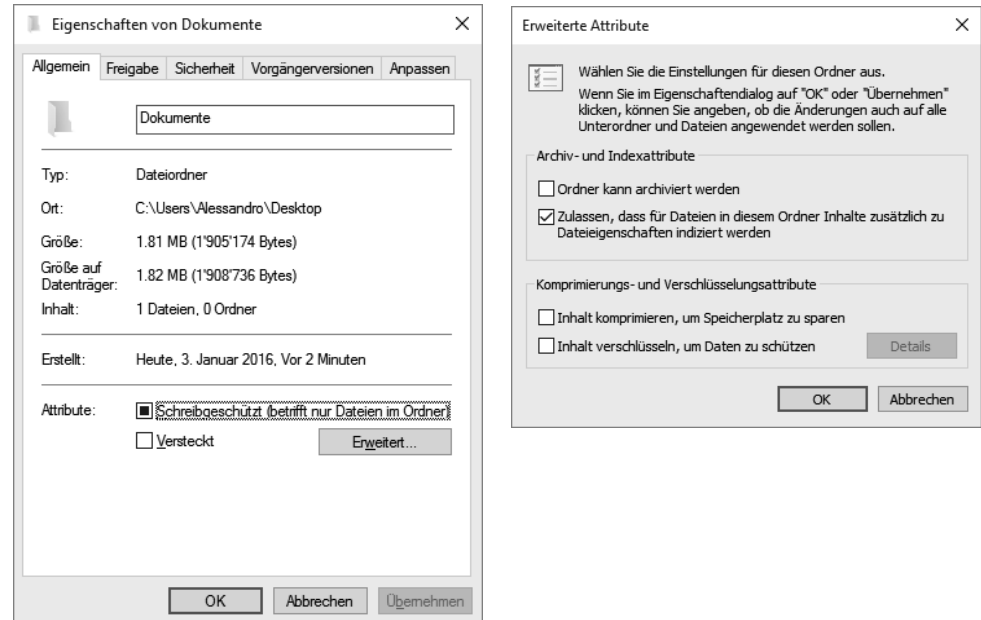 Eigenschaften von Dokumente
Allgemein Freigabe Sicherheit Vorgängerversionen Anpassen
Dokumente
Typ: Dateiordner
Ort: C:\Users\Alessandro\Desktop
Größe: 1.81 MB (1'905'174 Bytes)
Größe auf
Datenträger: 1.82 MB (1'908'736 Bytes)
Inhalt: 1 Dateien, 0 Ordner
Erstellt: Heute, 3. Januar 2016, Vor 2 Minuten
Attribute: Schreibgeschützt (betrifft nur Dateien im Ordner)
Versteckt Erweitert...
OK Abbrechen Übernehmen
Erweiterte Attribute
Wählen Sie die Einstellungen für diesen Ordner aus.
Wenn Sie im Eigenschaftendialog auf "OK" oder "Übernehmen"
klicken, können Sie angeben, ob die Änderungen auch auf alle
Unterordner und Dateien angewendet werden sollen.
Archiv- und Indexattribute
Ordner kann archiviert werden
Zulassen, dass für Dateien in diesem Ordner Inhalte zusätzlich zu
Dateieigenschaften indiziert werden
Komprimierungs- und Verschlüsselungsattribute
Inhalt komprimieren, um Speicherplatz zu sparen
Inhalt verschlüsseln, um Daten zu schützen Details
OK Abbrechen